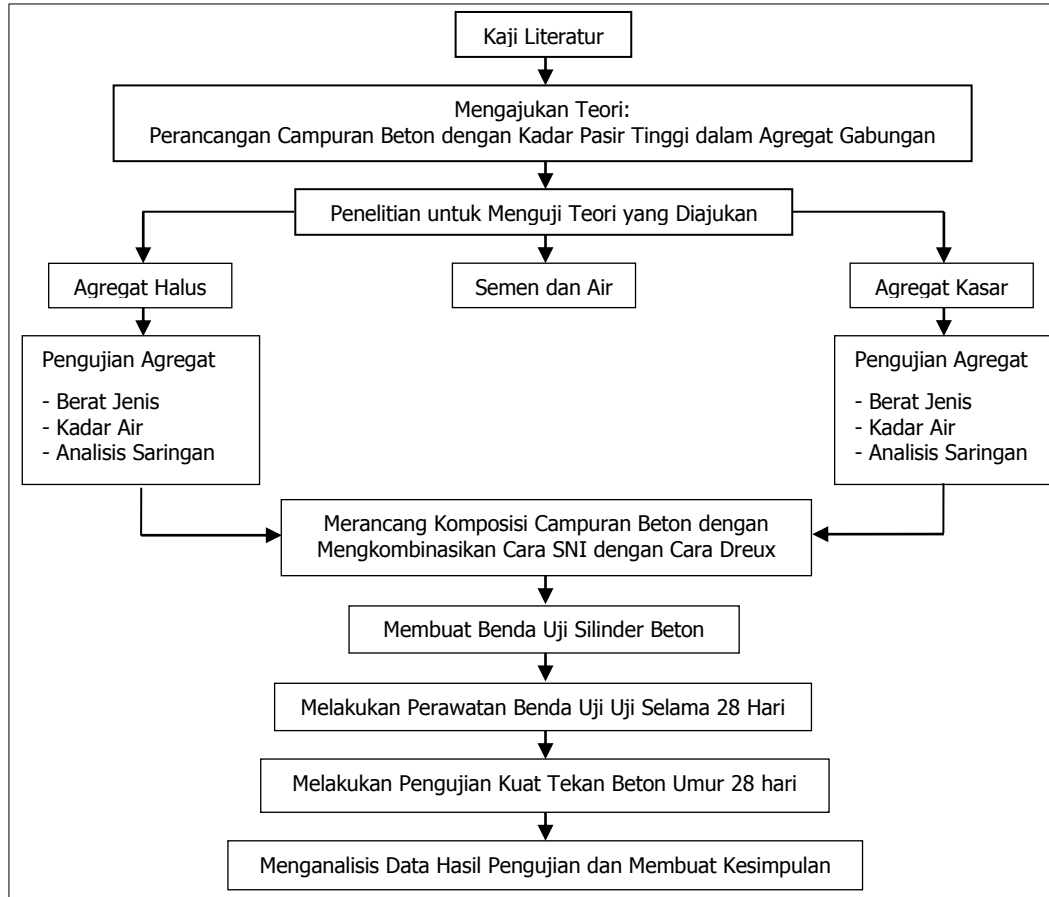 Kaji Literatur
Mengajukan Teori:
Perancangan Campuran Beton dengan Kadar Pasir Tinggi dalam Agregat Gabungan
Penelitian untuk Menguji Teori yang Diajukan
Agregat Halus
Semen dan Air
Agregat Kasar
Pengujian Agregat
- Berat Jenis
- Kadar Air
- Analisis Saringan
Pengujian Agregat
- Berat Jenis
- Kadar Air
- Analisis Saringan
Merancang Komposisi Campuran Beton dengan
Mengkombinasikan Cara SNI dengan Cara Dreux
Membuat Benda Uji Silinder Beton
Melakukan Perawatan Benda Uji Uji Selama 28 Hari
Melakukan Pengujian Kuat Tekan Beton Umur 28 hari
Menganalisis Data Hasil Pengujian dan Membuat Kesimpulan